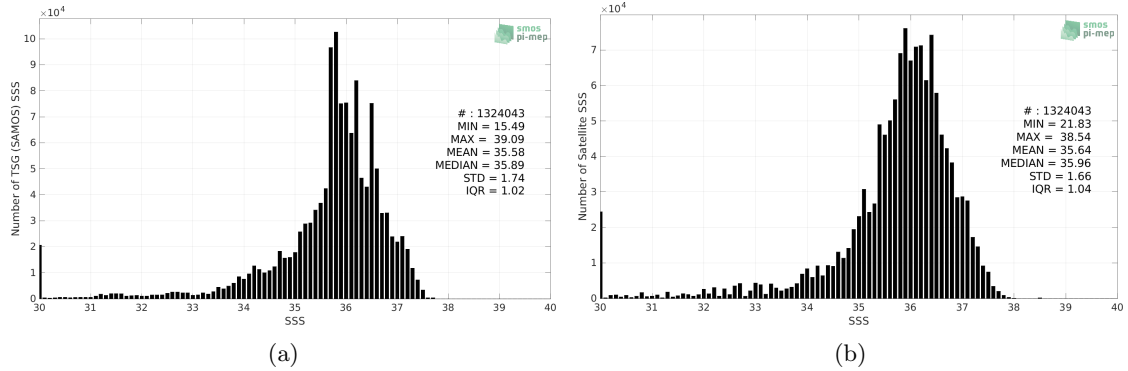 ×10⁴
10
9
8
7
6
5
4
3
2
1
0
30 31 32 33 34 35 36 37 38 39 40
SSS
Number of TSG (SAMOS) SSS
smos
pi-mep
# : 1324043
MIN = 15.49
MAX = 39.09
MEAN = 35.58
MEDIAN = 35.89
STD = 1.74
IQR = 1.02
(a)
×10⁴
7
6
5
4
3
2
1
0
30 31 32 33 34 35 36 37 38 39 40
SSS
Number of Satellite SSS
smos
pi-mep
# : 1324043
MIN = 21.83
MAX = 38.54
MEAN = 35.64
MEDIAN = 35.96
STD = 1.66
IQR = 1.04
(b)